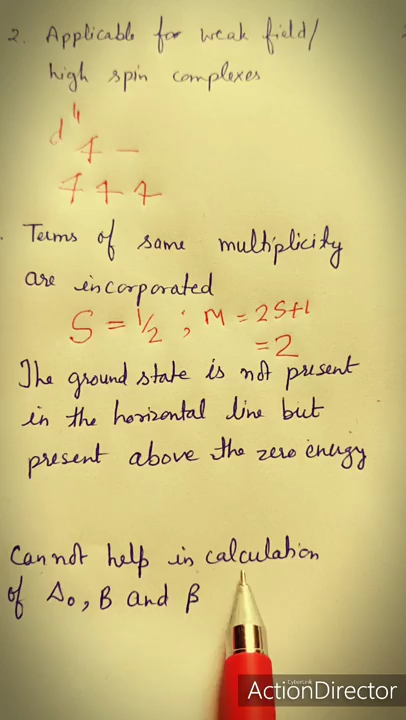 2. Applicable for weak field/
high spin complexes
d⁴
Terms of same multiplicity
are incorporated
S = 1/2 ; M = 2S+1
= 2
The ground state is not present
in the horizontal line but
present above the zero energy
Cannot help in calculation
of Δo, B and β
CyberLink
ActionDirector